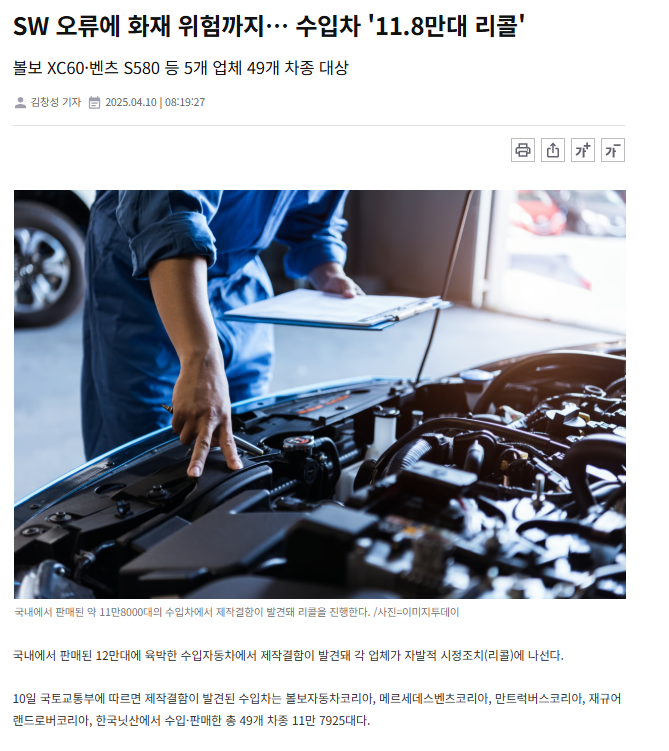 SW 오류에 화재 위험까지… 수입차 '11.8만대 리콜'
볼보 XC60·벤츠 S580 등 5개 업체 49개 차종 대상
김창성 기자 2025.04.10 | 08:19:27
가+ 가-
국내에서 판매된 약 11만8000대의 수입차에서 제작결함이 발견돼 리콜을 진행한다. /사진=이미지투데이
국내에서 판매된 12만대에 육박한 수입자동차에서 제작결함이 발견돼 각 업체가 자발적 시정조치(리콜)에 나선다.
10일 국토교통부에 따르면 제작결함이 발견된 수입차는 볼보자동차코리아, 메르세데스벤츠코리아, 만트럭버스코리아, 재규어
랜드로버코리아, 한국닛산에서 수입·판매한 총 49개 차종 11만 7925대다.